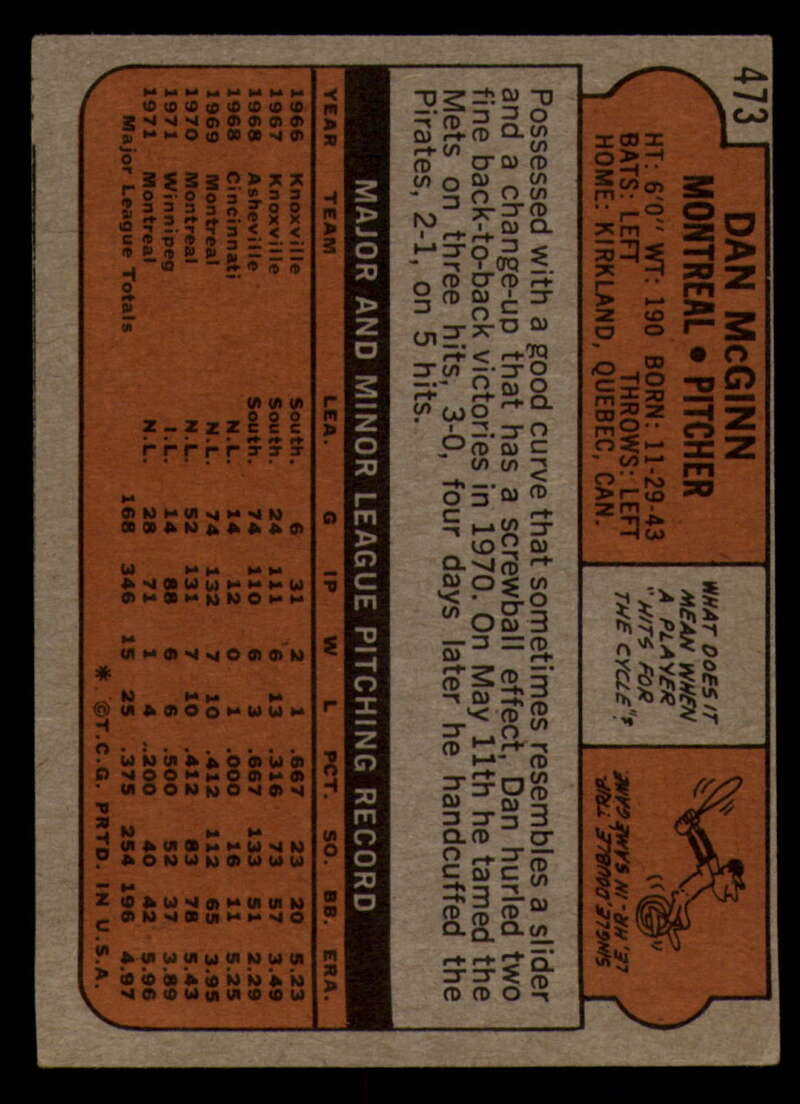 473
DAN McGINN
MONTREAL • PITCHER
HT: 6'0" WT: 190 BORN: 11-29-43
BATS: LEFT THROWS: LEFT
HOME: KIRKLAND, QUEBEC, CAN.
WHAT DOES IT
MEAN WHEN
A PLAYER
"HITS FOR
THE CYCLE"?
SINGLE, DOUBLE, TRIP-
LE, HR - IN SAME GAME
Possessed with a good curve that sometimes resembles a slider
and a change-up that has a screwball effect, Dan hurled two
fine back-to-back victories in 1970. On May 11th he tamed the
Mets on three hits, 3-0, four days later he handcuffed the
Pirates, 2-1, on 5 hits.
MAJOR AND MINOR LEAGUE PITCHING RECORD
YEAR TEAM LEA. G IP W L PCT. SO. BB. ERA.
1966 Knoxville South. 6 31 2 1 .667 23 20 5.23
1967 Knoxville South. 24 111 6 13 .316 73 57 3.49
1968 Asheville South. 74 110 6 3 .667 133 51 2.29
1968 Cincinnati N.L. 14 12 0 1 .000 16 11 5.25
1969 Montreal N.L. 74 132 7 10 .412 112 65 3.95
1970 Montreal N.L. 52 131 7 10 .412 83 78 5.43
1971 Winnipeg I.L. 14 88 6 6 .500 52 37 3.89
1971 Montreal N.L. 28 71 1 4 .200 40 42 5.96
Major League Totals 168 346 15 25 .375 254 196 4.97
* ©T.C.G. PRTD. IN U.S.A.